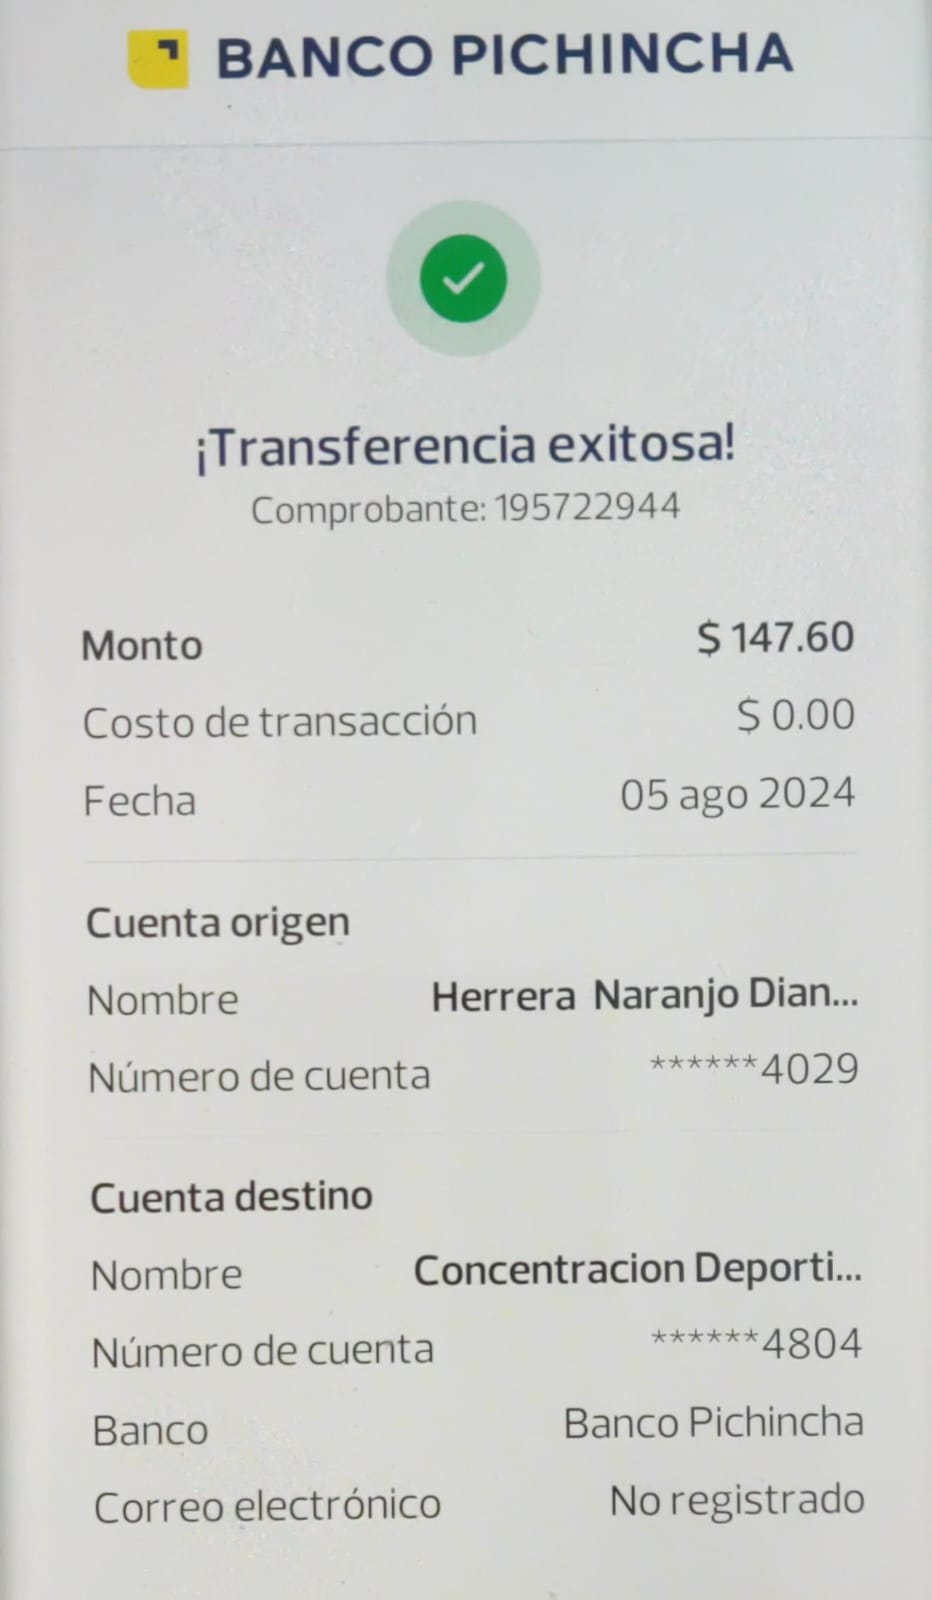 BANCO PICHINCHA
¡Transferencia exitosa!
Comprobante: 195722944
Monto $ 147.60
Costo de transacción $ 0.00
Fecha 05 ago 2024
Cuenta origen
Nombre Herrera Naranjo Dian...
Número de cuenta ******4029
Cuenta destino
Nombre Concentracion Deporti...
Número de cuenta ******4804
Banco Banco Pichincha
Correo electrónico No registrado